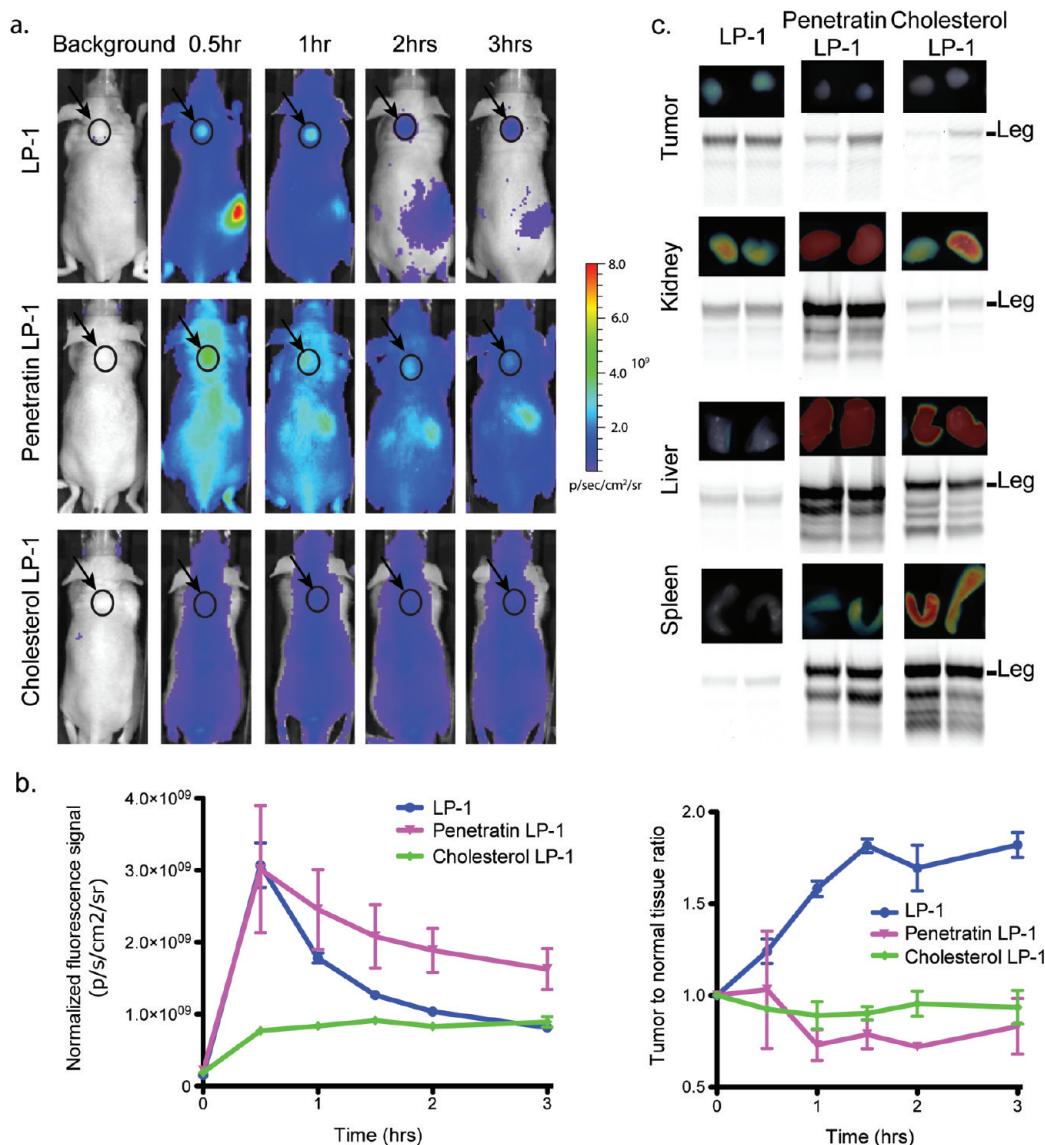 a.
Background 0.5hr 1hr 2hrs 3hrs
LP-1
Penetratin LP-1
Cholesterol LP-1
8.0
6.0
4.0
10⁹
2.0
p/sec/cm²/sr
c.
LP-1
Penetratin
LP-1
Cholesterol
LP-1
Tumor
Leg
Kidney
Leg
Liver
Leg
Spleen
Leg
b.
Normalized fluorescence signal
(p/s/cm2/sr)
4.0×10⁰⁹
3.0×10⁰⁹
2.0×10⁰⁹
1.0×10⁰⁹
0
LP-1
Penetratin LP-1
Cholesterol LP-1
0 1 2 3
Time (hrs)
Tumor to normal tissue ratio
2.0
1.5
1.0
0.5
LP-1
Penetratin LP-1
Cholesterol LP-1
0 1 2 3
Time (hrs)